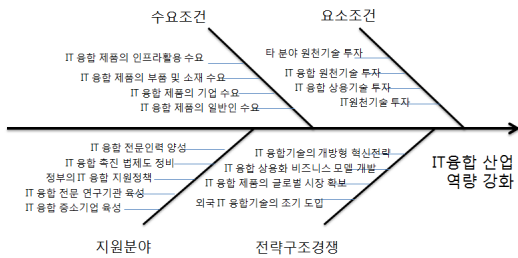 수요조건
요소조건
IT 융합 제품의 인프라활용 수요
IT 융합 제품의 부품 및 소재 수요
IT 융합 제품의 기업 수요
IT 융합 제품의 일반인 수요
타 분야 원천기술 투자
IT 융합 원천기술 투자
IT 융합 상용기술 투자
IT원천기술 투자
IT융합 산업
역량 강화
IT 융합 전문인력 양성
IT 융합 촉진 법제도 정비
정부의 IT 융합 지원정책
IT 융합 전문 연구기관 육성
IT 융합 중소기업 육성
IT 융합기술의 개방형 혁신전략
IT 융합 상용화 비즈니스 모델 개발
IT 융합 제품의 글로벌 시장 확보
외국 IT 융합기술의 조기 도입
지원분야
전략구조경쟁